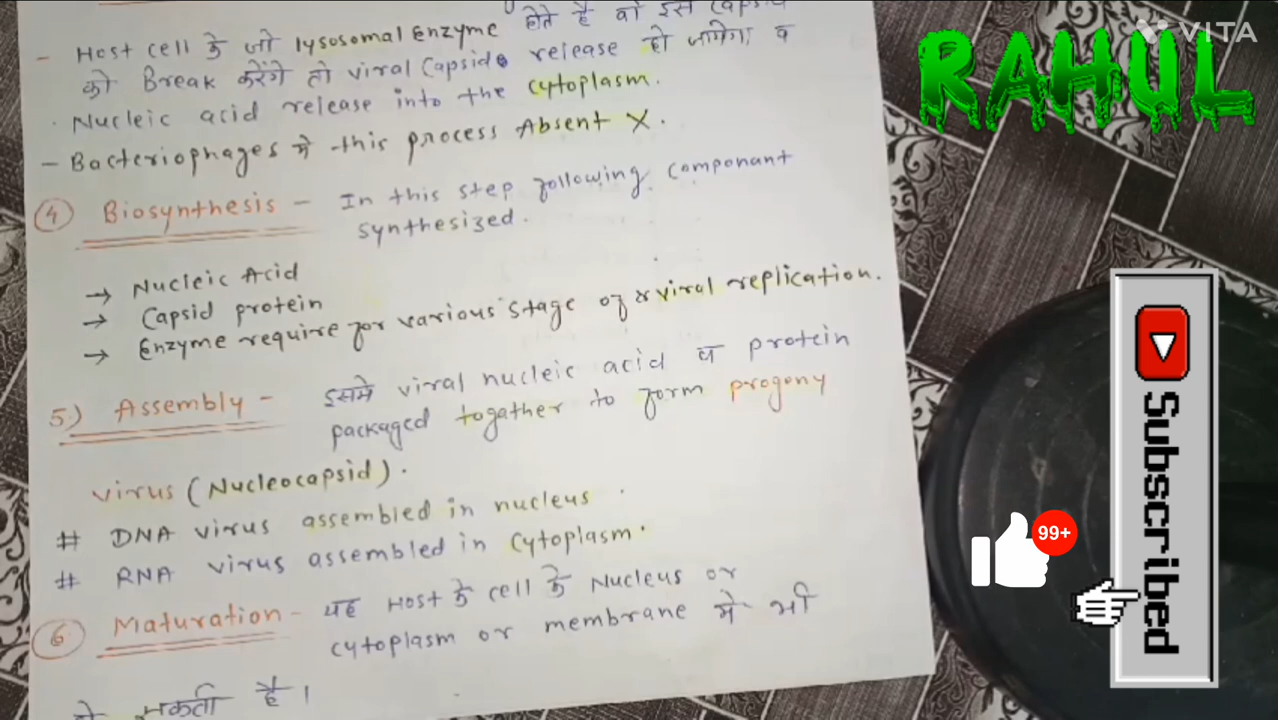 - Host cell के जो lysosomal Enzyme होते है वो इस Capsid
को Break करेंगे तो viral Capsid release हो जायेगा व
Nucleic acid release into the cytoplasm.
- Bacteriophages मे this process Absent X.
④ Biosynthesis - In this step following componant
synthesized.
→ Nucleic Acid
→ Capsid protein
→ Enzyme require for various stage of viral replication.
5) Assembly - इसमे viral nucleic acid व protein
packaged togather to form progony
virus (Nucleocapsid).
# DNA virus assembled in nucleus
# RNA virus assembled in cytoplasm.
⑥ Maturation - यह Host के cell के Nucleus or
cytoplasm or membrane मे भी
सकती है।
RAHUL
VITA
99+
Subscribed